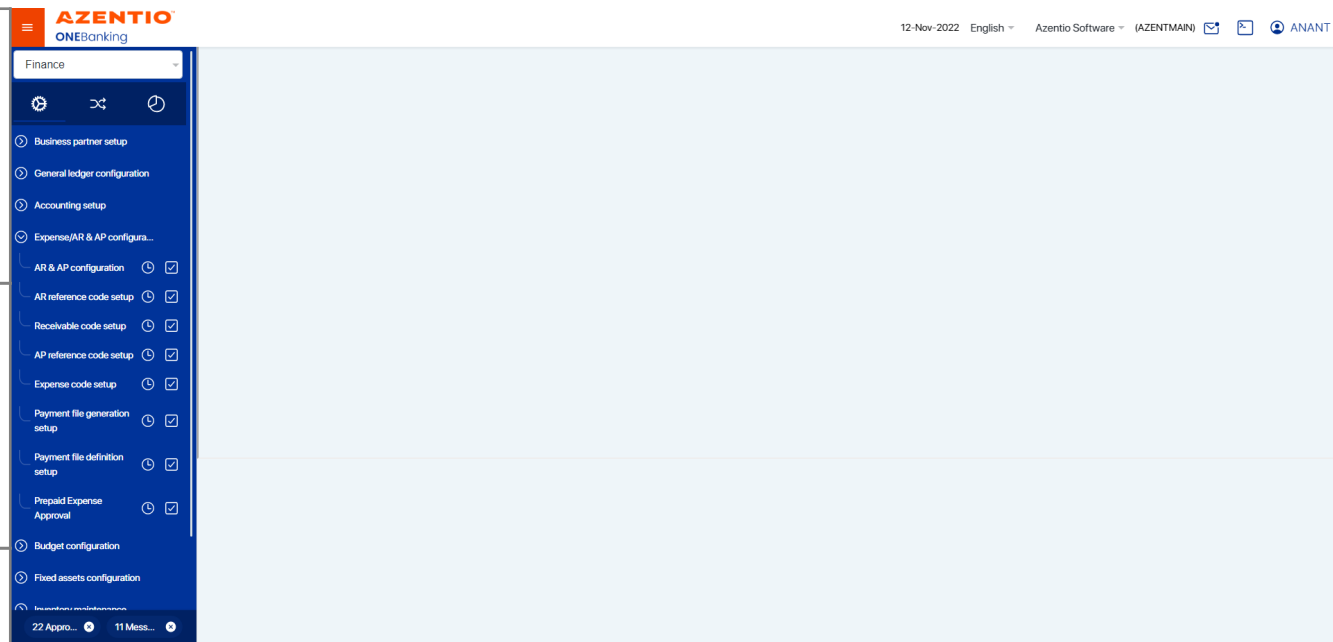 AZENTIO
ONEBanking
12-Nov-2022 English Azentio Software (AZENTMAIN) ANANT
Finance
Business partner setup
General ledger configuration
Accounting setup
Expense/AR & AP configura...
AR & AP configuration
AR reference code setup
Receivable code setup
AP reference code setup
Expense code setup
Payment file generation
setup
Payment file definition
setup
Prepaid Expense
Approval
Budget configuration
Fixed assets configuration
Inventory maintenance
22 Appro... 11 Mess...